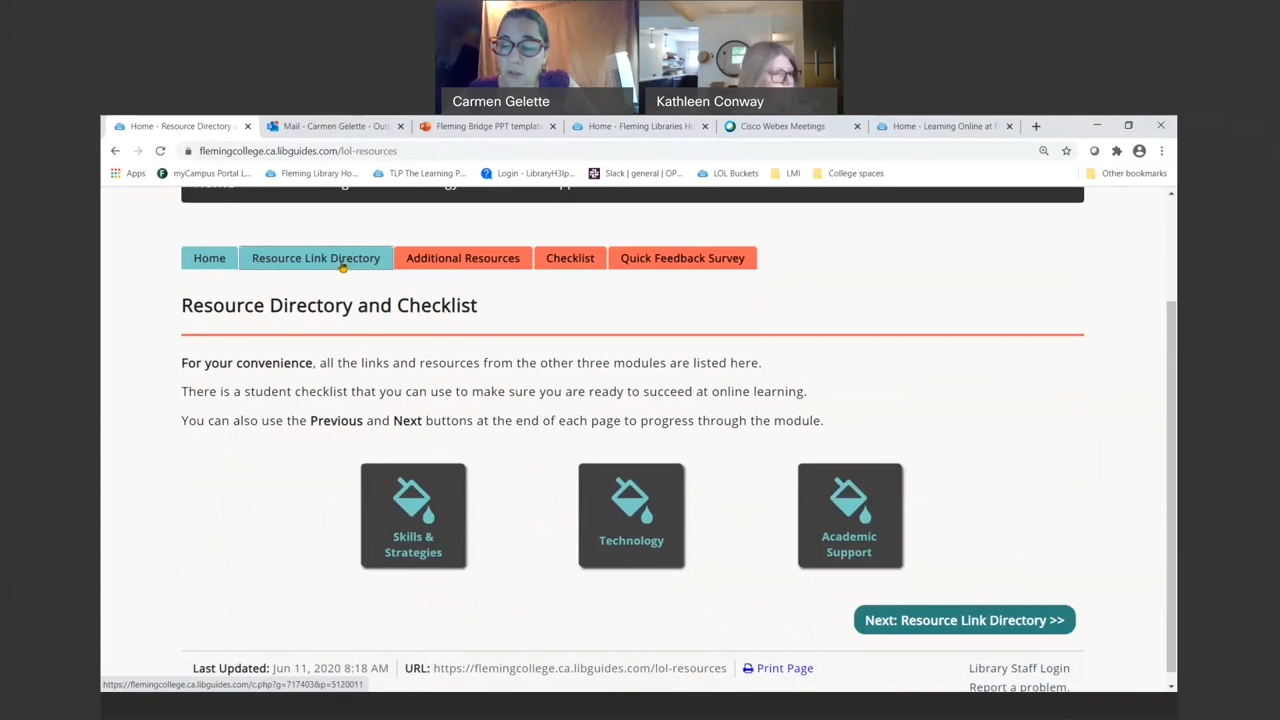 Carmen Gelette
Kathleen Conway
Home - Resource Directory a
Mail - Carmen Gelette - Outl
Fleming Bridge PPT template
Home - Fleming Libraries Ho
Cisco Webex Meetings
Home - Learning Online at F
flemingcollege.ca.libguides.com/lol-resources
Apps
myCampus Portal L...
Fleming Library Ho...
TLP The Learning P...
Login - LibraryH3lp...
Slack | general | OP...
LOL Buckets
LMI
College spaces
Other bookmarks
Home
Resource Link Directory
Additional Resources
Checklist
Quick Feedback Survey
Resource Directory and Checklist
For your convenience, all the links and resources from the other three modules are listed here.
There is a student checklist that you can use to make sure you are ready to succeed at online learning.
You can also use the Previous and Next buttons at the end of each page to progress through the module.
Skills &
Strategies
Technology
Academic
Support
Next: Resource Link Directory >>
Last Updated: Jun 11, 2020 8:18 AM
URL: https://flemingcollege.ca.libguides.com/lol-resources
Print Page
Library Staff Login
Report a problem.
https://flemingcollege.ca.libguides.com/c.php?g=717403&p=5120011